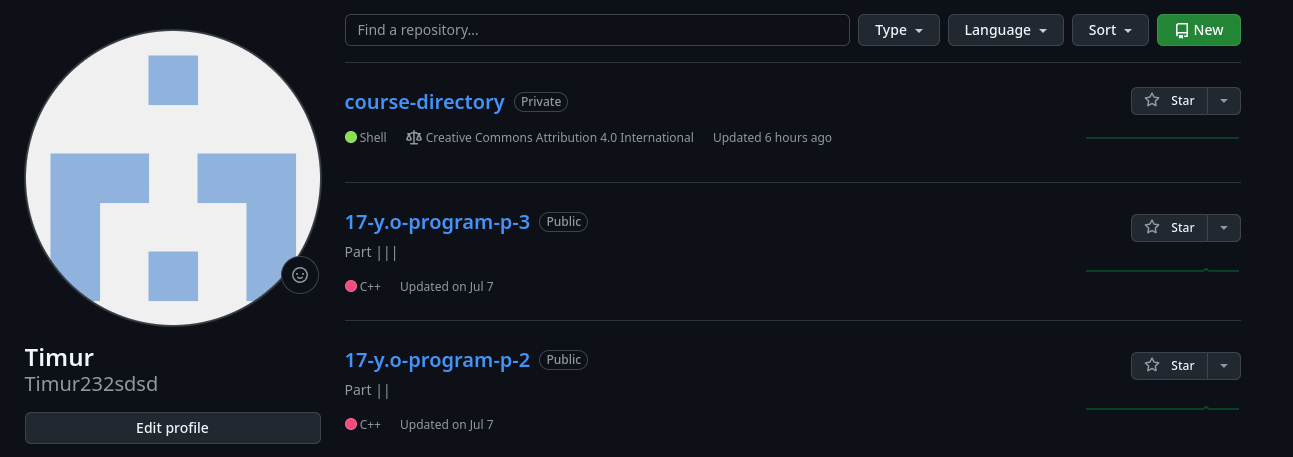 Find a repository...
Type
Language
Sort
New
course-directory Private
Star
Shell Creative Commons Attribution 4.0 International Updated 6 hours ago
17-y.o-program-p-3 Public
Star
Part |||
C++ Updated on Jul 7
17-y.o-program-p-2 Public
Star
Part ||
C++ Updated on Jul 7
Timur
Timur232sdsd
Edit profile